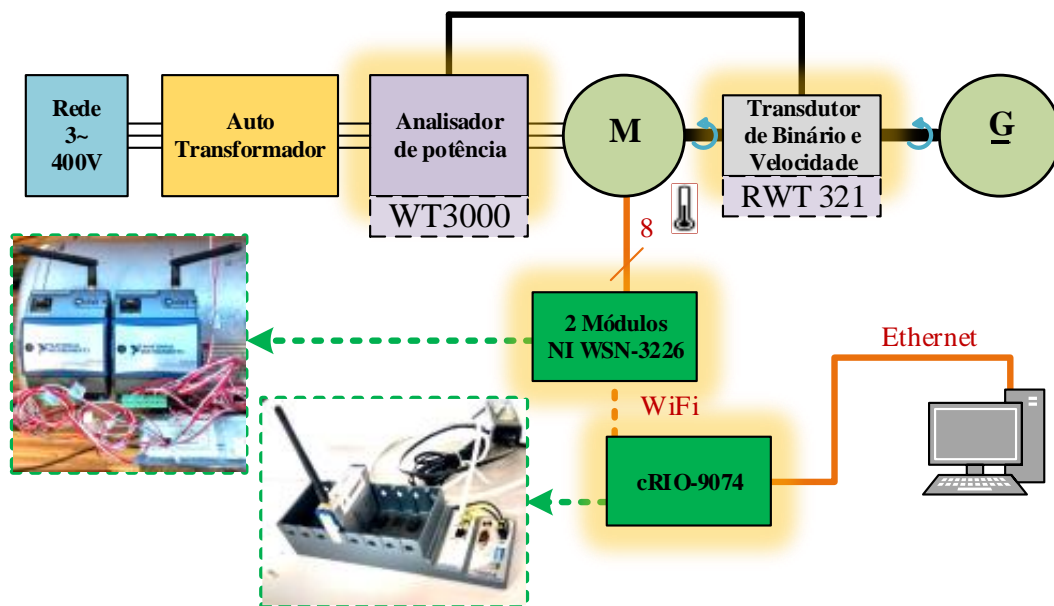 Rede
3~
400V
Auto
Transformador
Analisador
de potência
WT3000
M
Transdutor
de Binário e
Velocidade
RWT 321
G
8
2 Módulos
NI WSN-3226
WiFi
Ethernet
cRIO-9074